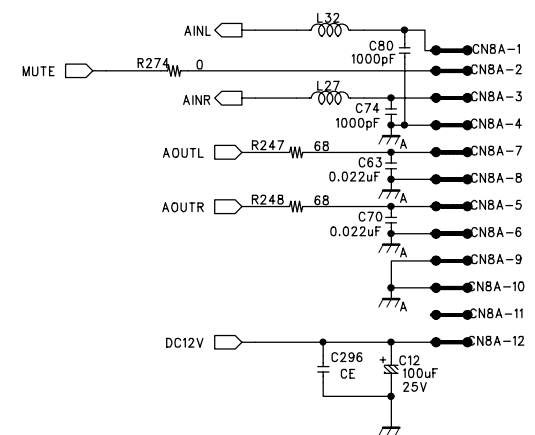 AINL
L32
C80
1000pF
CN8A-1
MUTE
R274
0
CN8A-2
AINR
L27
C74
1000pF
CN8A-3
CN8A-4
A
AOUTL
R247
68
CN8A-7
C63
0.022uF
CN8A-8
A
AOUTR
R248
68
CN8A-5
C70
0.022uF
CN8A-6
A
CN8A-9
CN8A-10
A
CN8A-11
DC12V
CN8A-12
C296
CE
+
C12
100uF
25V